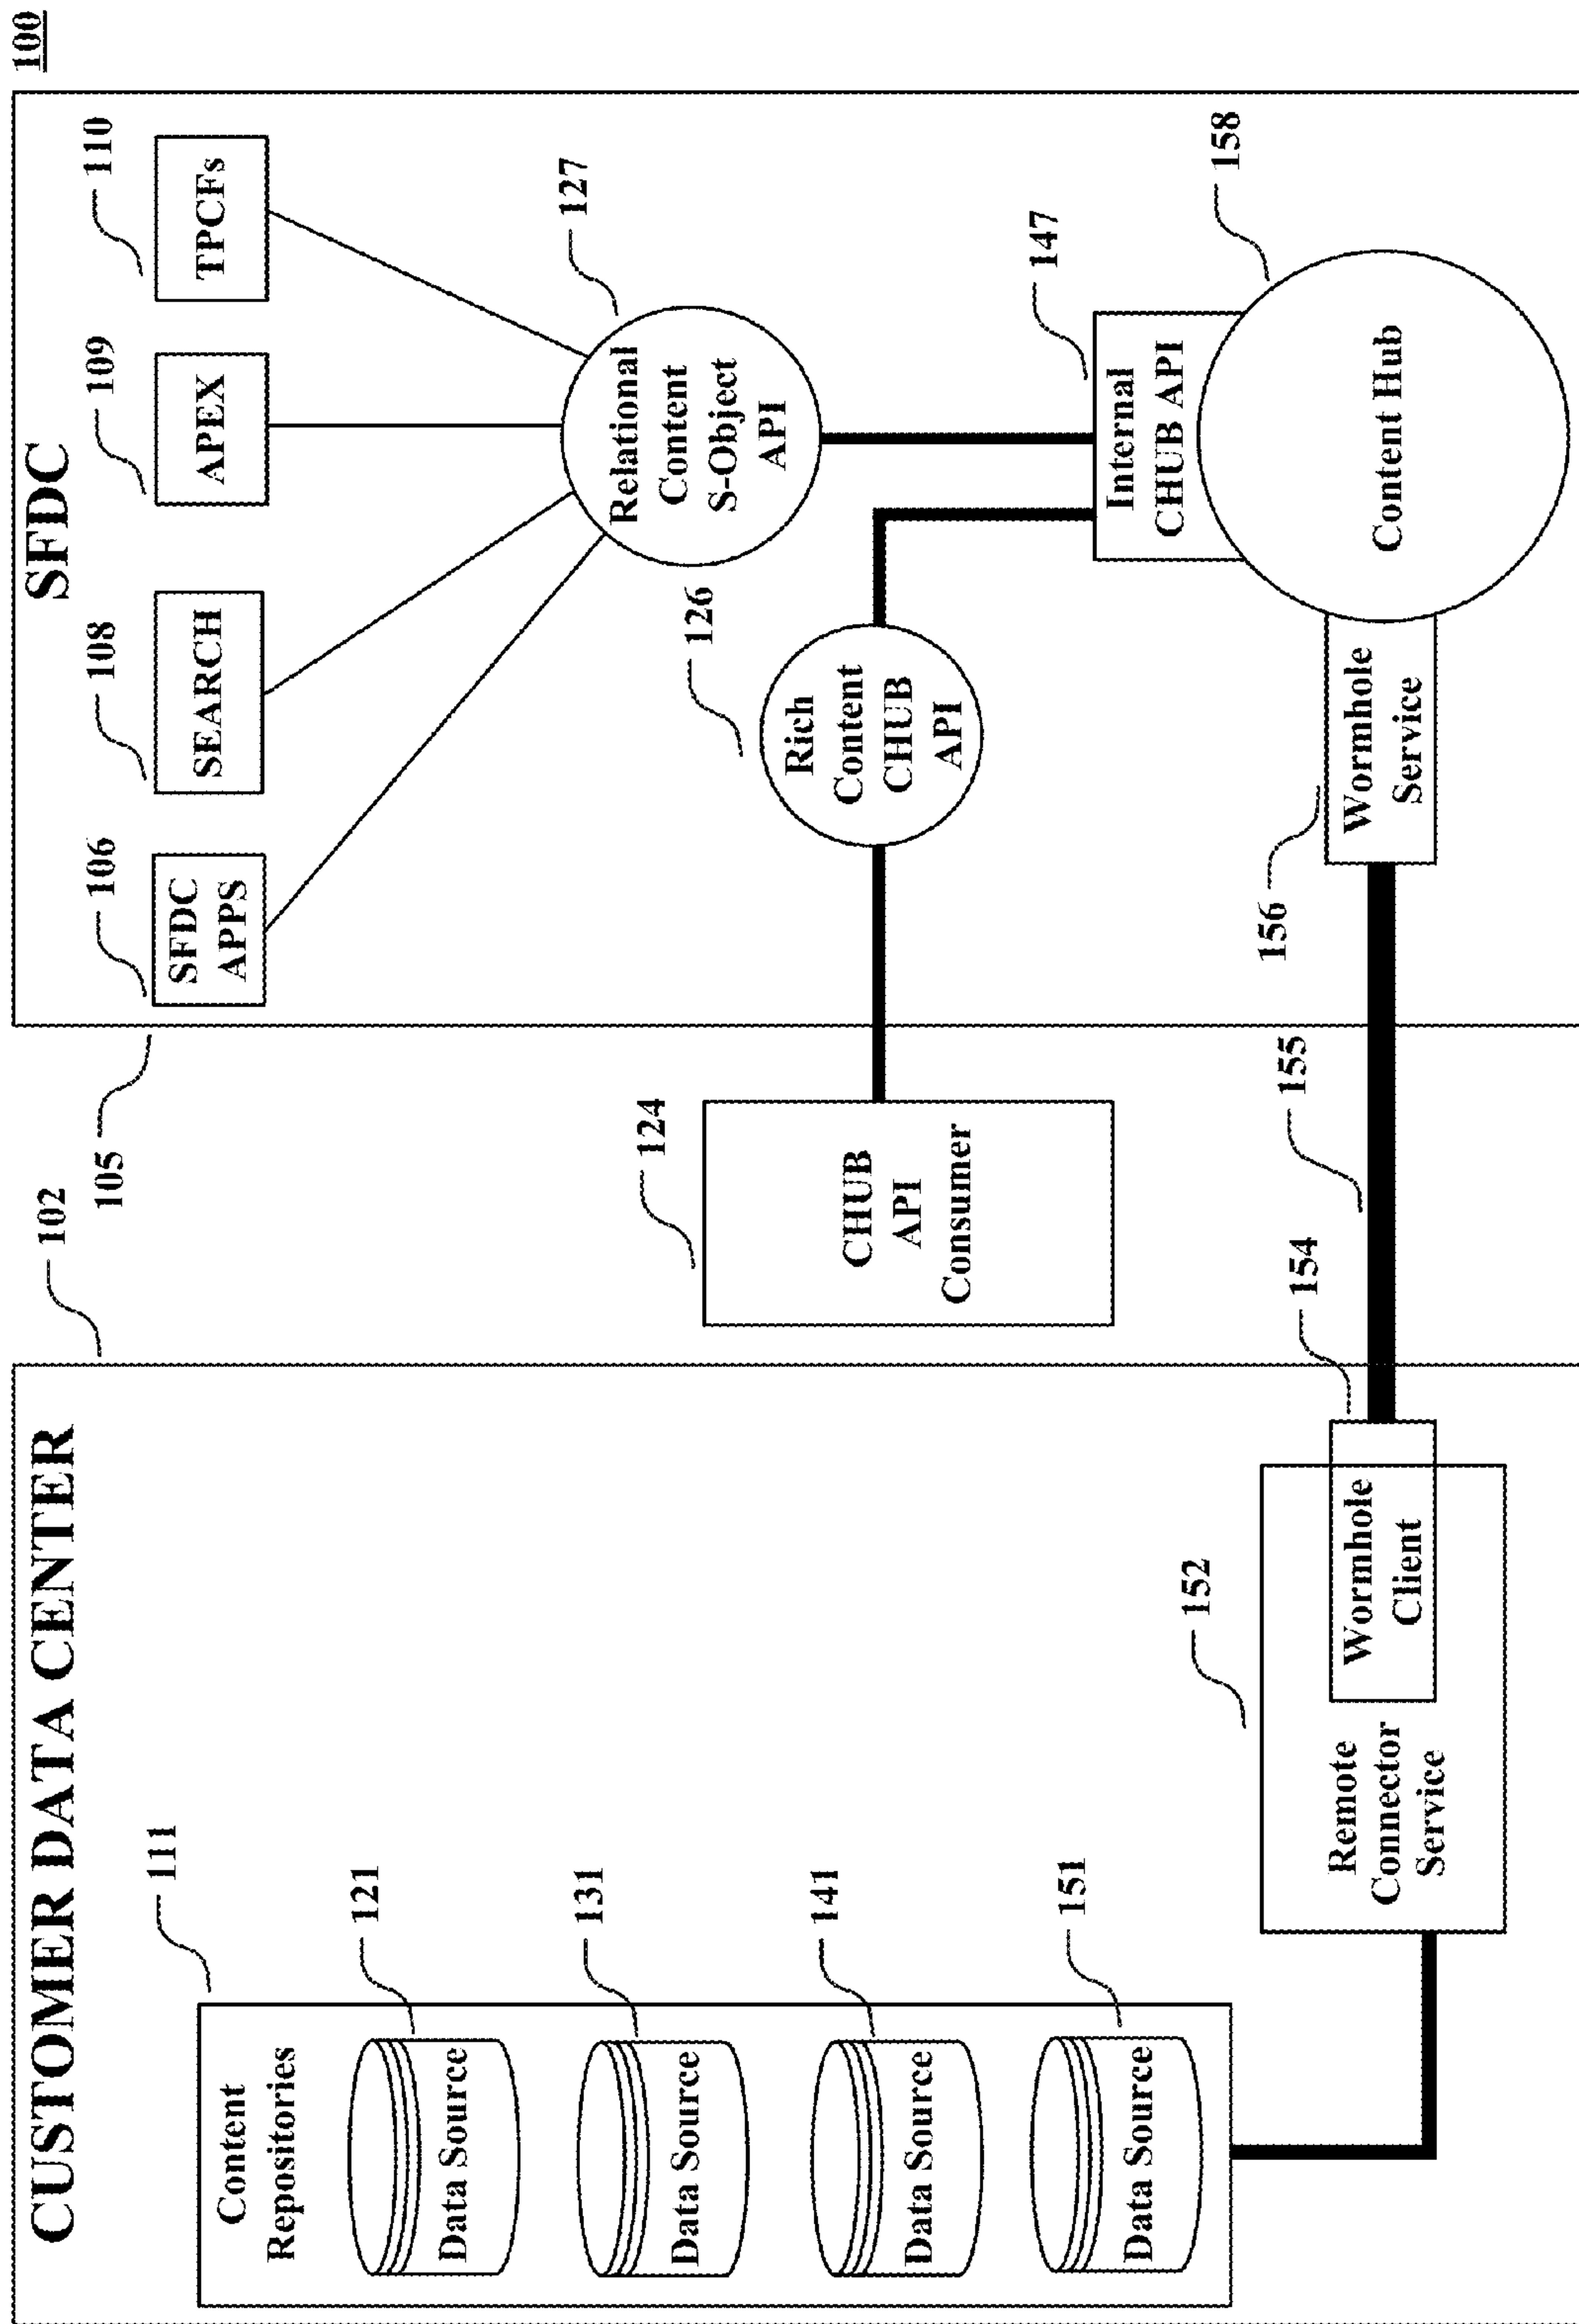 100
CUSTOMER DATA CENTER
102
SFDC
105
106
SFDC
APPS
108
SEARCH
109
APEX
110
TPCFs
111
Content
Repositories
121
Data Source
131
Data Source
141
Data Source
151
Data Source
124
CHUB
API
Consumer
126
Rich
Content
CHUB
API
127
Relational
Content
S-Object
API
147
Internal
CHUB API
158
Content Hub
152
Remote
Connector
Service
154
Wormhole
Client
155
156
Wormhole
Service